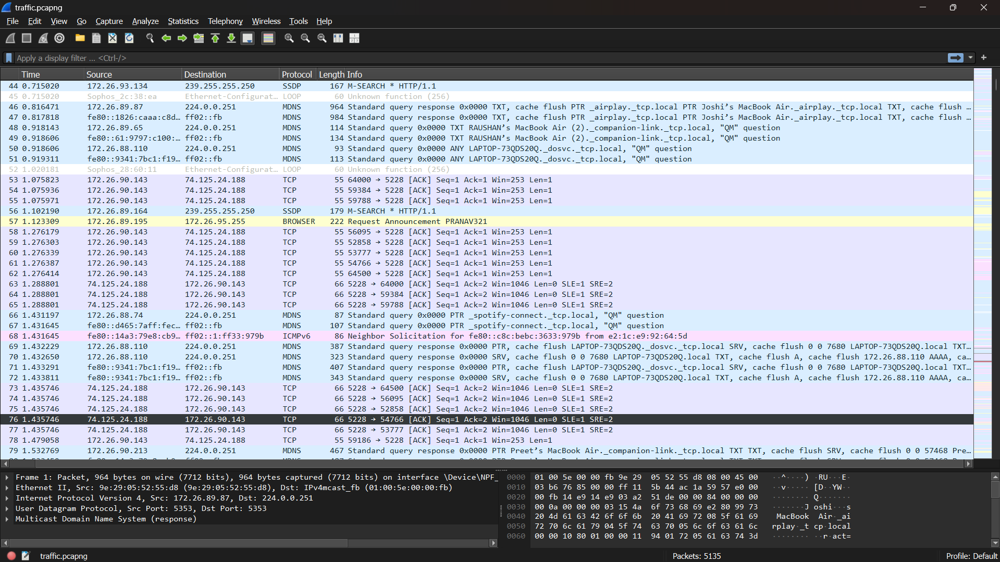 traffic.pcapng
File Edit View Go Capture Analyze Statistics Telephony Wireless Tools Help
Apply a display filter ... <Ctrl-/>
Time Source Destination Protocol Length Info
44 0.715020 172.26.93.134 239.255.255.250 SSDP 167 M-SEARCH * HTTP/1.1
45 0.715020 Sophos_2c:38:ea Ethernet-Configurat… LOOP 60 Unknown function (256)
46 0.816471 172.26.89.87 224.0.0.251 MDNS 964 Standard query response 0x0000 TXT, cache flush PTR _airplay._tcp.local PTR Joshi’s MacBook Air._airplay._tcp.local TXT, cache flush …
47 0.817818 fe80::1826:caaa:c8d… ff02::fb MDNS 984 Standard query response 0x0000 TXT, cache flush PTR _airplay._tcp.local PTR Joshi’s MacBook Air._airplay._tcp.local TXT, cache flush …
48 0.918143 172.26.89.65 224.0.0.251 MDNS 114 Standard query 0x0000 TXT RAUSHAN’s MacBook Air (2)._companion-link._tcp.local, "QM" question
49 0.918606 fe80::61:9797:c100:… ff02::fb MDNS 134 Standard query 0x0000 TXT RAUSHAN’s MacBook Air (2)._companion-link._tcp.local, "QM" question
50 0.918606 172.26.88.110 224.0.0.251 MDNS 93 Standard query 0x0000 ANY LAPTOP-73QDS20Q._dosvc._tcp.local, "QM" question
51 0.919311 fe80::9341:7bc1:f19… ff02::fb MDNS 113 Standard query 0x0000 ANY LAPTOP-73QDS20Q._dosvc._tcp.local, "QM" question
52 1.020181 Sophos_28:60:11 Ethernet-Configurat… LOOP 60 Unknown function (256)
53 1.075823 172.26.90.143 74.125.24.188 TCP 55 64000 → 5228 [ACK] Seq=1 Ack=1 Win=253 Len=1
54 1.075936 172.26.90.143 74.125.24.188 TCP 55 59384 → 5228 [ACK] Seq=1 Ack=1 Win=253 Len=1
55 1.075971 172.26.90.143 74.125.24.188 TCP 55 59788 → 5228 [ACK] Seq=1 Ack=1 Win=253 Len=1
56 1.102190 172.26.89.164 239.255.255.250 SSDP 179 M-SEARCH * HTTP/1.1
57 1.123309 172.26.89.195 172.26.95.255 BROWSER 222 Request Announcement PRANAV321
58 1.276179 172.26.90.143 74.125.24.188 TCP 55 56095 → 5228 [ACK] Seq=1 Ack=1 Win=253 Len=1
59 1.276303 172.26.90.143 74.125.24.188 TCP 55 52858 → 5228 [ACK] Seq=1 Ack=1 Win=253 Len=1
60 1.276339 172.26.90.143 74.125.24.188 TCP 55 53777 → 5228 [ACK] Seq=1 Ack=1 Win=253 Len=1
61 1.276387 172.26.90.143 74.125.24.188 TCP 55 54766 → 5228 [ACK] Seq=1 Ack=1 Win=253 Len=1
62 1.276414 172.26.90.143 74.125.24.188 TCP 55 64500 → 5228 [ACK] Seq=1 Ack=1 Win=253 Len=1
63 1.288801 74.125.24.188 172.26.90.143 TCP 66 5228 → 64000 [ACK] Seq=1 Ack=2 Win=1046 Len=0 SLE=1 SRE=2
64 1.288801 74.125.24.188 172.26.90.143 TCP 66 5228 → 59384 [ACK] Seq=1 Ack=2 Win=1046 Len=0 SLE=1 SRE=2
65 1.288801 74.125.24.188 172.26.90.143 TCP 66 5228 → 59788 [ACK] Seq=1 Ack=2 Win=1046 Len=0 SLE=1 SRE=2
66 1.431197 172.26.88.74 224.0.0.251 MDNS 87 Standard query 0x0000 PTR _spotify-connect._tcp.local, "QM" question
67 1.431645 fe80::d465:7aff:fec… ff02::fb MDNS 107 Standard query 0x0000 PTR _spotify-connect._tcp.local, "QM" question
68 1.431645 fe80::14a3:79e8:cb9… ff02::1:ff33:979b ICMPv6 86 Neighbor Solicitation for fe80::c8c:bebc:3633:979b from e2:1c:e9:92:64:5d
69 1.432229 172.26.88.110 224.0.0.251 MDNS 387 Standard query response 0x0000 PTR, cache flush LAPTOP-73QDS20Q._dosvc._tcp.local SRV, cache flush 0 0 7680 LAPTOP-73QDS20Q.local TXT…
70 1.432650 172.26.88.110 224.0.0.251 MDNS 323 Standard query response 0x0000 SRV, cache flush 0 0 7680 LAPTOP-73QDS20Q.local TXT, cache flush A, cache flush 172.26.88.110 AAAA, ca…
71 1.433291 fe80::9341:7bc1:f19… ff02::fb MDNS 407 Standard query response 0x0000 PTR, cache flush LAPTOP-73QDS20Q._dosvc._tcp.local SRV, cache flush 0 0 7680 LAPTOP-73QDS20Q.local TXT…
72 1.433811 fe80::9341:7bc1:f19… ff02::fb MDNS 343 Standard query response 0x0000 SRV, cache flush 0 0 7680 LAPTOP-73QDS20Q.local TXT, cache flush A, cache flush 172.26.88.110 AAAA, ca…
73 1.435746 74.125.24.188 172.26.90.143 TCP 66 5228 → 64500 [ACK] Seq=1 Ack=2 Win=1046 Len=0 SLE=1 SRE=2
74 1.435746 74.125.24.188 172.26.90.143 TCP 66 5228 → 56095 [ACK] Seq=1 Ack=2 Win=1046 Len=0 SLE=1 SRE=2
75 1.435746 74.125.24.188 172.26.90.143 TCP 66 5228 → 52858 [ACK] Seq=1 Ack=2 Win=1046 Len=0 SLE=1 SRE=2
76 1.435746 74.125.24.188 172.26.90.143 TCP 66 5228 → 54766 [ACK] Seq=1 Ack=2 Win=1046 Len=0 SLE=1 SRE=2
77 1.435746 74.125.24.188 172.26.90.143 TCP 66 5228 → 53777 [ACK] Seq=1 Ack=2 Win=1046 Len=0 SLE=1 SRE=2
78 1.479058 172.26.90.143 74.125.24.188 TCP 55 59186 → 5228 [ACK] Seq=1 Ack=1 Win=253 Len=1
79 1.532769 172.26.90.213 224.0.0.251 MDNS 467 Standard query response 0x0000 PTR Preet’s MacBook Air._companion-link._tcp.local TXT TXT, cache flush SRV, cache flush 0 0 57468 Pre…
Frame 1: Packet, 964 bytes on wire (7712 bits), 964 bytes captured (7712 bits) on interface \Device\NPF_
Ethernet II, Src: 9e:29:05:52:55:d8 (9e:29:05:52:55:d8), Dst: IPv4mcast_fb (01:00:5e:00:00:fb)
Internet Protocol Version 4, Src: 172.26.89.87, Dst: 224.0.0.251
User Datagram Protocol, Src Port: 5353, Dst Port: 5353
Multicast Domain Name System (response)
0000 01 00 5e 00 00 fb 9e 29 05 52 55 d8 08 00 45 00 ··^····) ·RU···E·
0010 03 b6 76 85 00 00 ff 11 5b 44 ac 1a 59 57 e0 00 ··v····· [D··YW··
0020 00 fb 14 e9 14 e9 03 a2 51 de 00 00 84 00 00 00 ········ Q·······
0030 00 0a 00 00 00 03 15 4a 6f 73 68 69 e2 80 99 73 ·······J oshi···s
0040 20 4d 61 63 42 6f 6f 6b 20 41 69 72 08 5f 61 69 MacBook Air·_ai
0050 72 70 6c 61 79 04 5f 74 63 70 05 6c 6f 63 61 6c rplay·_t cp·local
0060 00 00 10 80 01 00 00 11 94 01 72 05 61 63 74 3d ········ ··r·act=
traffic.pcapng
Packets: 5135
Profile: Default